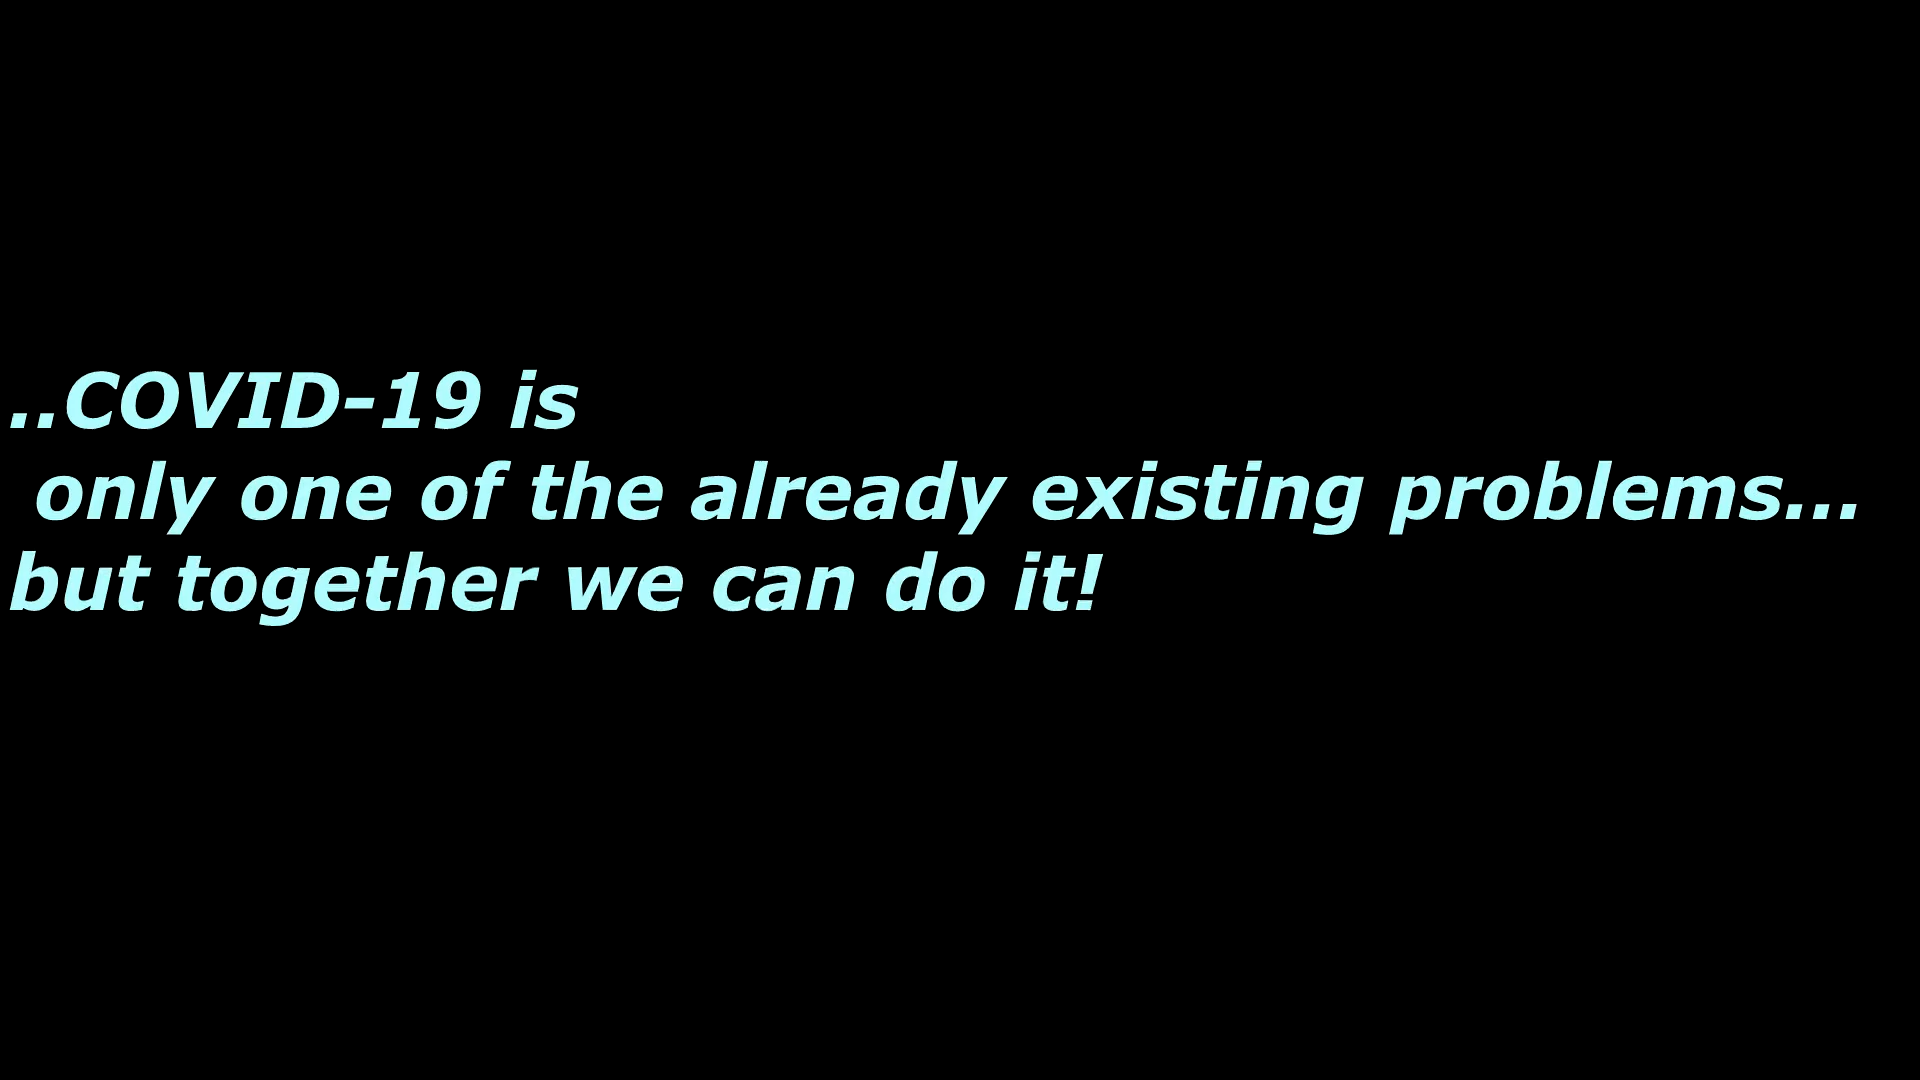 ..COVID-19 is
only one of the already existing problems...
but together we can do it!